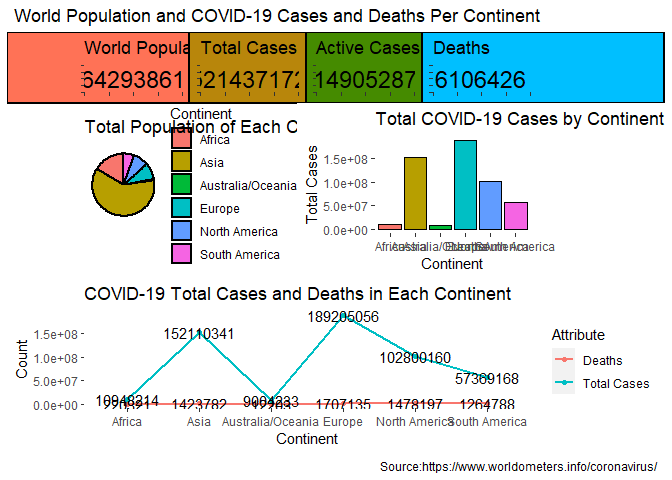 World Population and COVID-19 Cases and Deaths Per Continent
World Popula
Total Cases
Active Cases
Deaths
64293861
521437172
14905287
6106426
Total Population of Each C
Continent
Africa
Asia
Australia/Oceania
Europe
North America
South America
Total COVID-19 Cases by Continent
Total Cases
1.5e+08
1.0e+08
5.0e+07
0.0e+00
Africa
South America
Continent
COVID-19 Total Cases and Deaths in Each Continent
Count
1.5e+08
1.0e+08
5.0e+07
0.0e+00
152110341
189205056
102800160
57369168
1423782
1707135
1478197
1264788
Africa
Asia
Australia/Oceania
Europe
North America
South America
Continent
Attribute
Deaths
Total Cases
Source:https://www.worldometers.info/coronavirus/